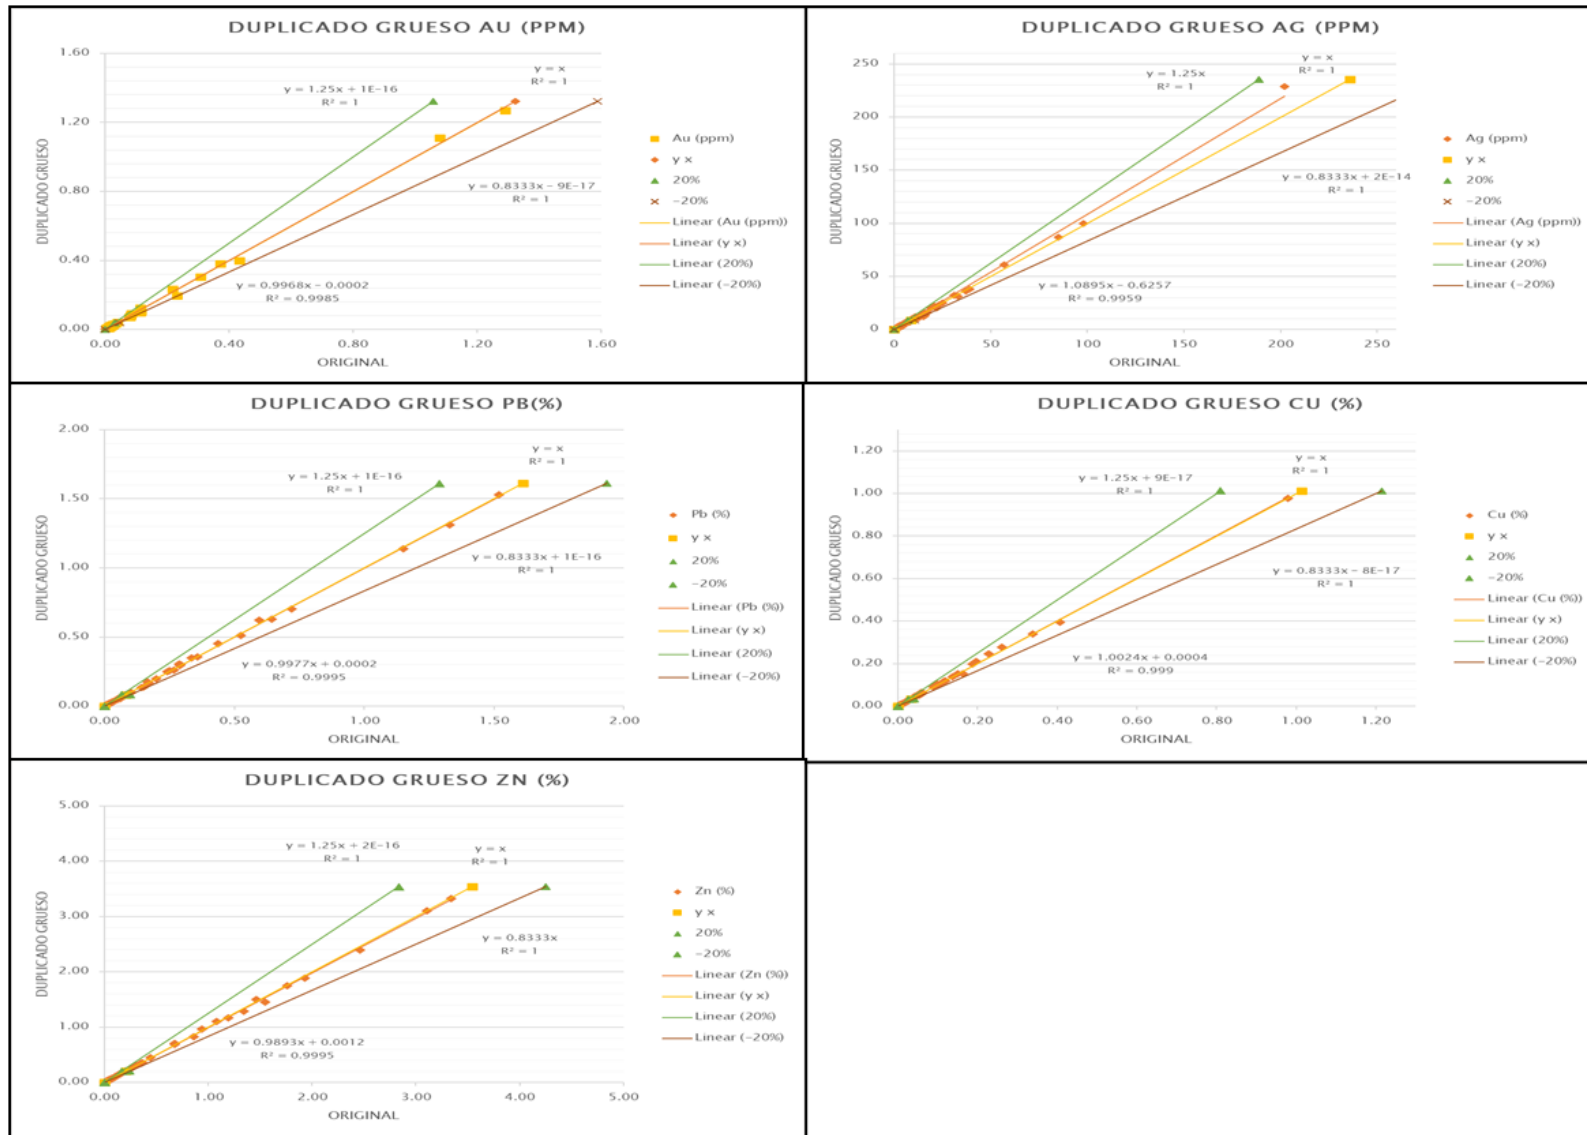 DUPLICADO GRUESO AU (PPM)
1.60
1.20
0.80
0.40
0.00
DUPLICADO GRUESO
0.00 0.40 0.80 1.20 1.60
ORIGINAL
y = 1.25x + 1E-16
R² = 1
y = x
R² = 1
y = 0.8333x - 9E-17
R² = 1
y = 0.9968x - 0.0002
R² = 0.9985
Au (ppm)
y x
20%
-20%
Linear (Au (ppm))
Linear (y x)
Linear (20%)
Linear (-20%)
DUPLICADO GRUESO AG (PPM)
250
200
150
100
50
0
DUPLICADO GRUESO
0 50 100 150 200 250
ORIGINAL
y = 1.25x
R² = 1
y = x
R² = 1
y = 0.8333x + 2E-14
R² = 1
y = 1.0895x - 0.6257
R² = 0.9959
Ag (ppm)
y x
20%
-20%
Linear (Ag (ppm))
Linear (y x)
Linear (20%)
Linear (-20%)
DUPLICADO GRUESO PB(%)
2.00
1.50
1.00
0.50
0.00
DUPLICADO GRUESO
0.00 0.50 1.00 1.50 2.00
ORIGINAL
y = 1.25x + 1E-16
R² = 1
y = x
R² = 1
y = 0.8333x + 1E-16
R² = 1
y = 0.9977x + 0.0002
R² = 0.9995
Pb (%)
y x
20%
-20%
Linear (Pb (%))
Linear (y x)
Linear (20%)
Linear (-20%)
DUPLICADO GRUESO CU (%)
1.20
1.00
0.80
0.60
0.40
0.20
0.00
DUPLICADO GRUESO
0.00 0.20 0.40 0.60 0.80 1.00 1.20
ORIGINAL
y = 1.25x + 9E-17
R² = 1
y = x
R² = 1
y = 0.8333x - 8E-17
R² = 1
y = 1.0024x + 0.0004
R² = 0.999
Cu (%)
y x
20%
-20%
Linear (Cu (%))
Linear (y x)
Linear (20%)
Linear (-20%)
DUPLICADO GRUESO ZN (%)
5.00
4.00
3.00
2.00
1.00
0.00
DUPLICADO GRUESO
0.00 1.00 2.00 3.00 4.00 5.00
ORIGINAL
y = 1.25x + 2E-16
R² = 1
y = x
R² = 1
y = 0.8333x
R² = 1
y = 0.9893x + 0.0012
R² = 0.9995
Zn (%)
y x
20%
-20%
Linear (Zn (%))
Linear (y x)
Linear (20%)
Linear (-20%)